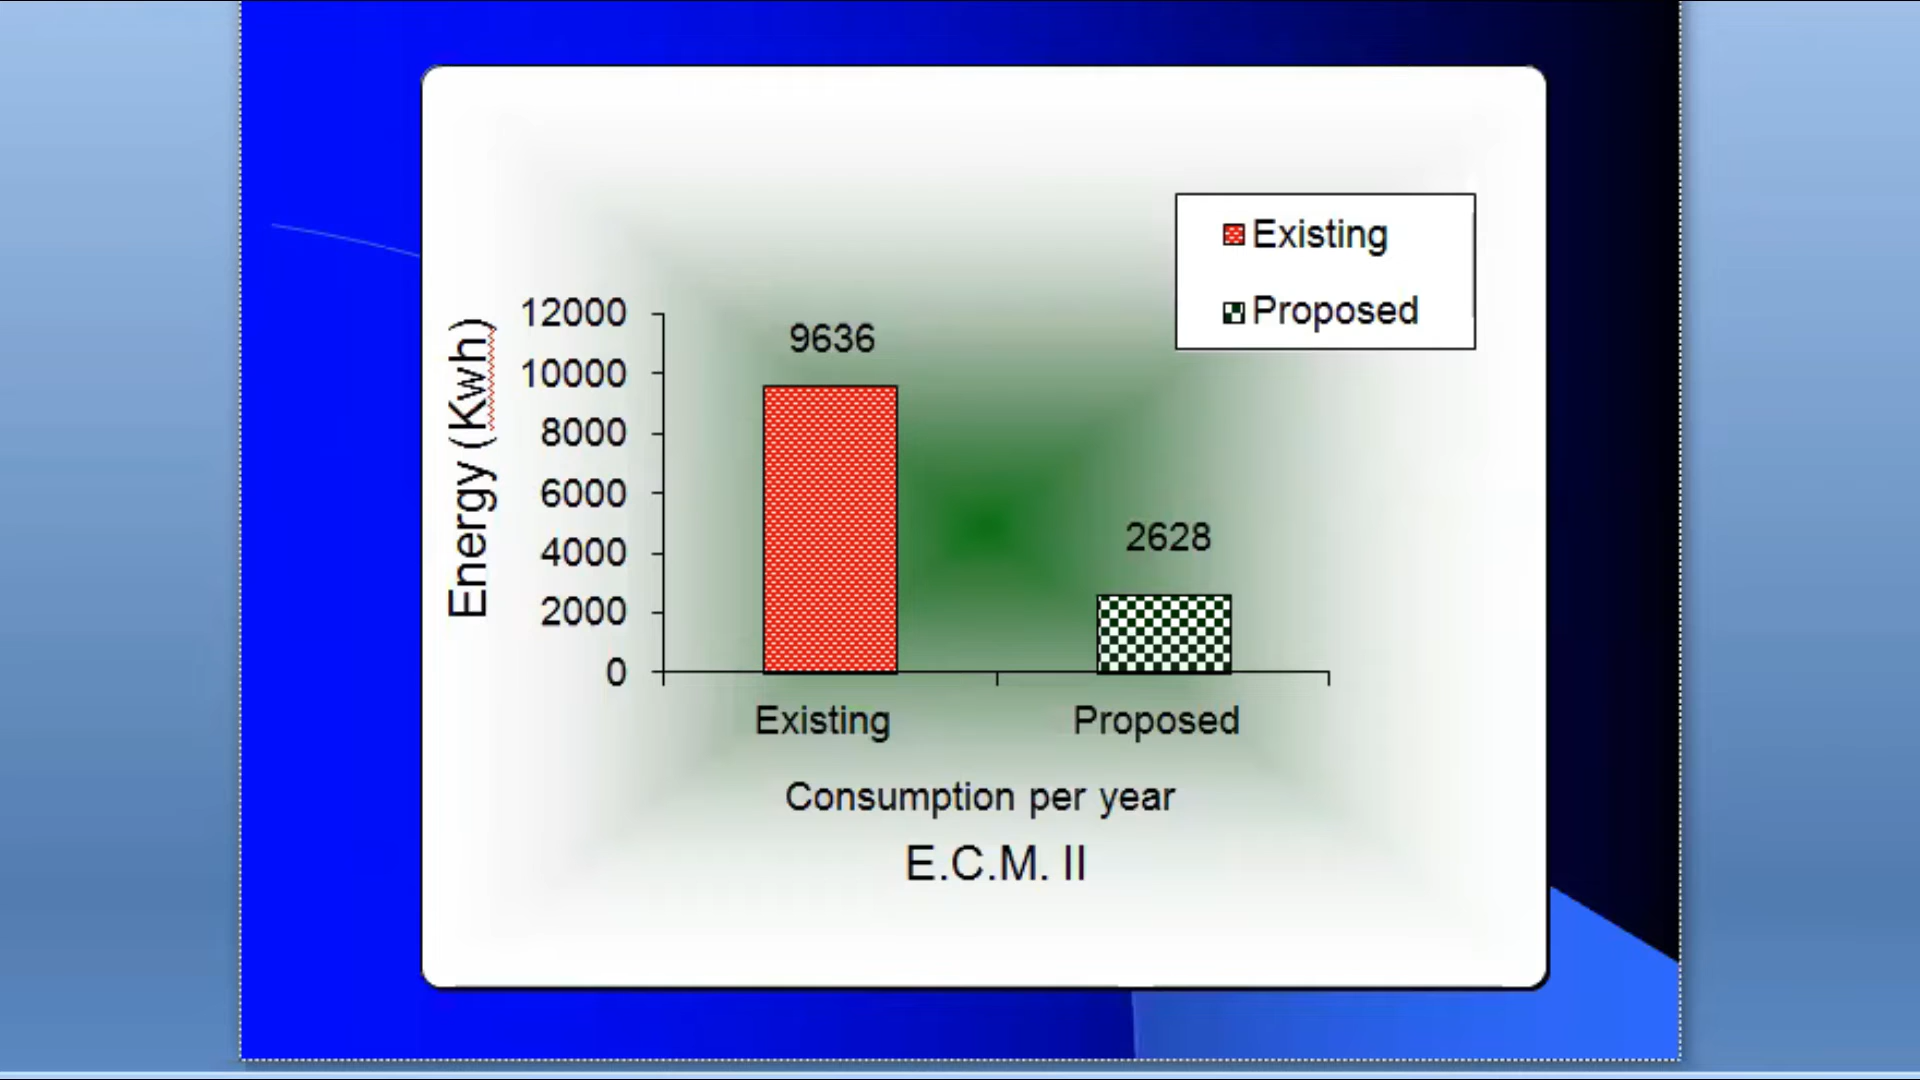 Existing
Proposed
Energy (Kwh)
12000
10000
8000
6000
4000
2000
0
9636
2628
Existing
Proposed
Consumption per year
E.C.M. II